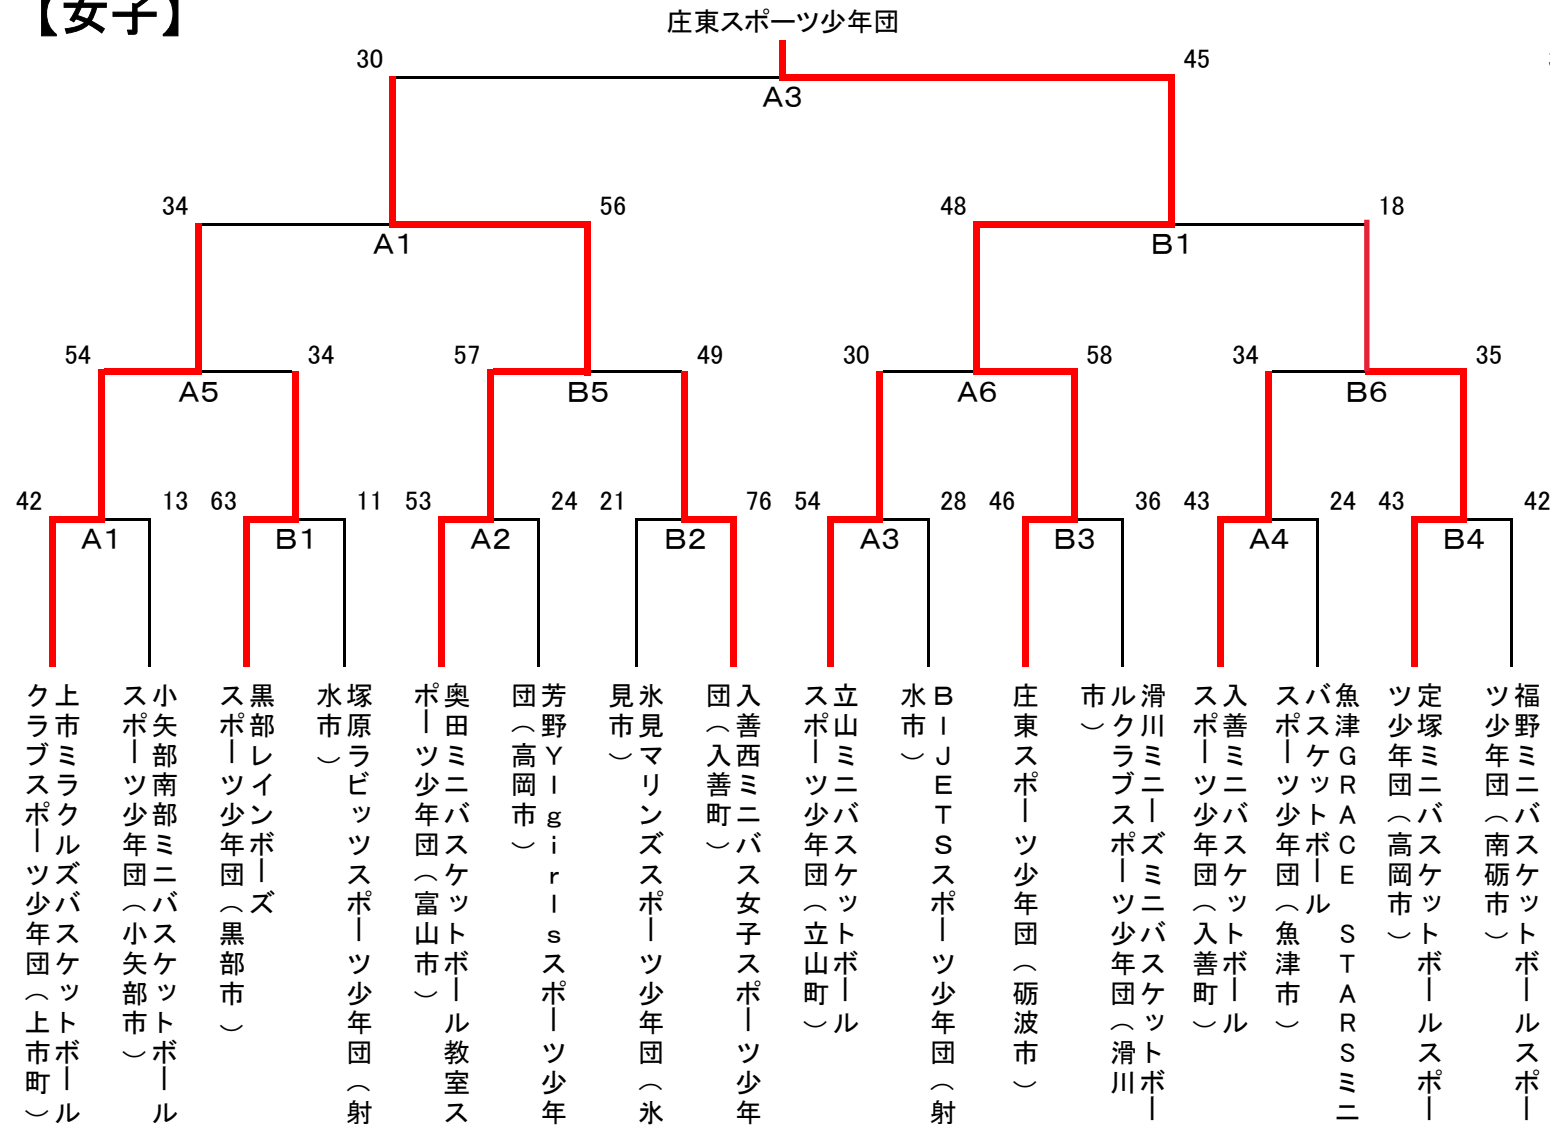 【女子】
庄東スポーツ少年団
30
45
A3
34
56
48
18
A1
B1
54
34
57
49
30
58
34
35
A5
B5
A6
B6
42
13
63
11
53
24
21
76
54
28
46
36
43
24
43
42
A1
B1
A2
B2
A3
B3
A4
B4
上市ミラクルズバスケットボール
クラブスポーツ少年団(上市町)
小矢部南部ミニバスケットボール
スポーツ少年団(小矢部市)
黒部レインボーズ
スポーツ少年団(黒部市)
塚原ラビッツスポーツ少年団(射
水市)
奥田ミニバスケットボール教室ス
ポーツ少年団(富山市)
芳野YIgirlsスポーツ少年
団(高岡市)
氷見マリンズスポーツ少年団(氷
見市)
入善西ミニバス女子スポーツ少年
団(入善町)
立山ミニバスケットボール
スポーツ少年団(立山町)
BIJETSスポーツ少年団(射
水市)
庄東スポーツ少年団(砺波市)
滑川ミニーズミニバスケットボー
ルクラブスポーツ少年団(滑川
市)
入善ミニバスケットボール
スポーツ少年団(入善町)
魚津GRACE STARSミニ
バスケットボール
スポーツ少年団(魚津市)
定塚ミニバスケットボールスポー
ツ少年団(高岡市)
福野ミニバスケットボールスポー
ツ少年団(南砺市)